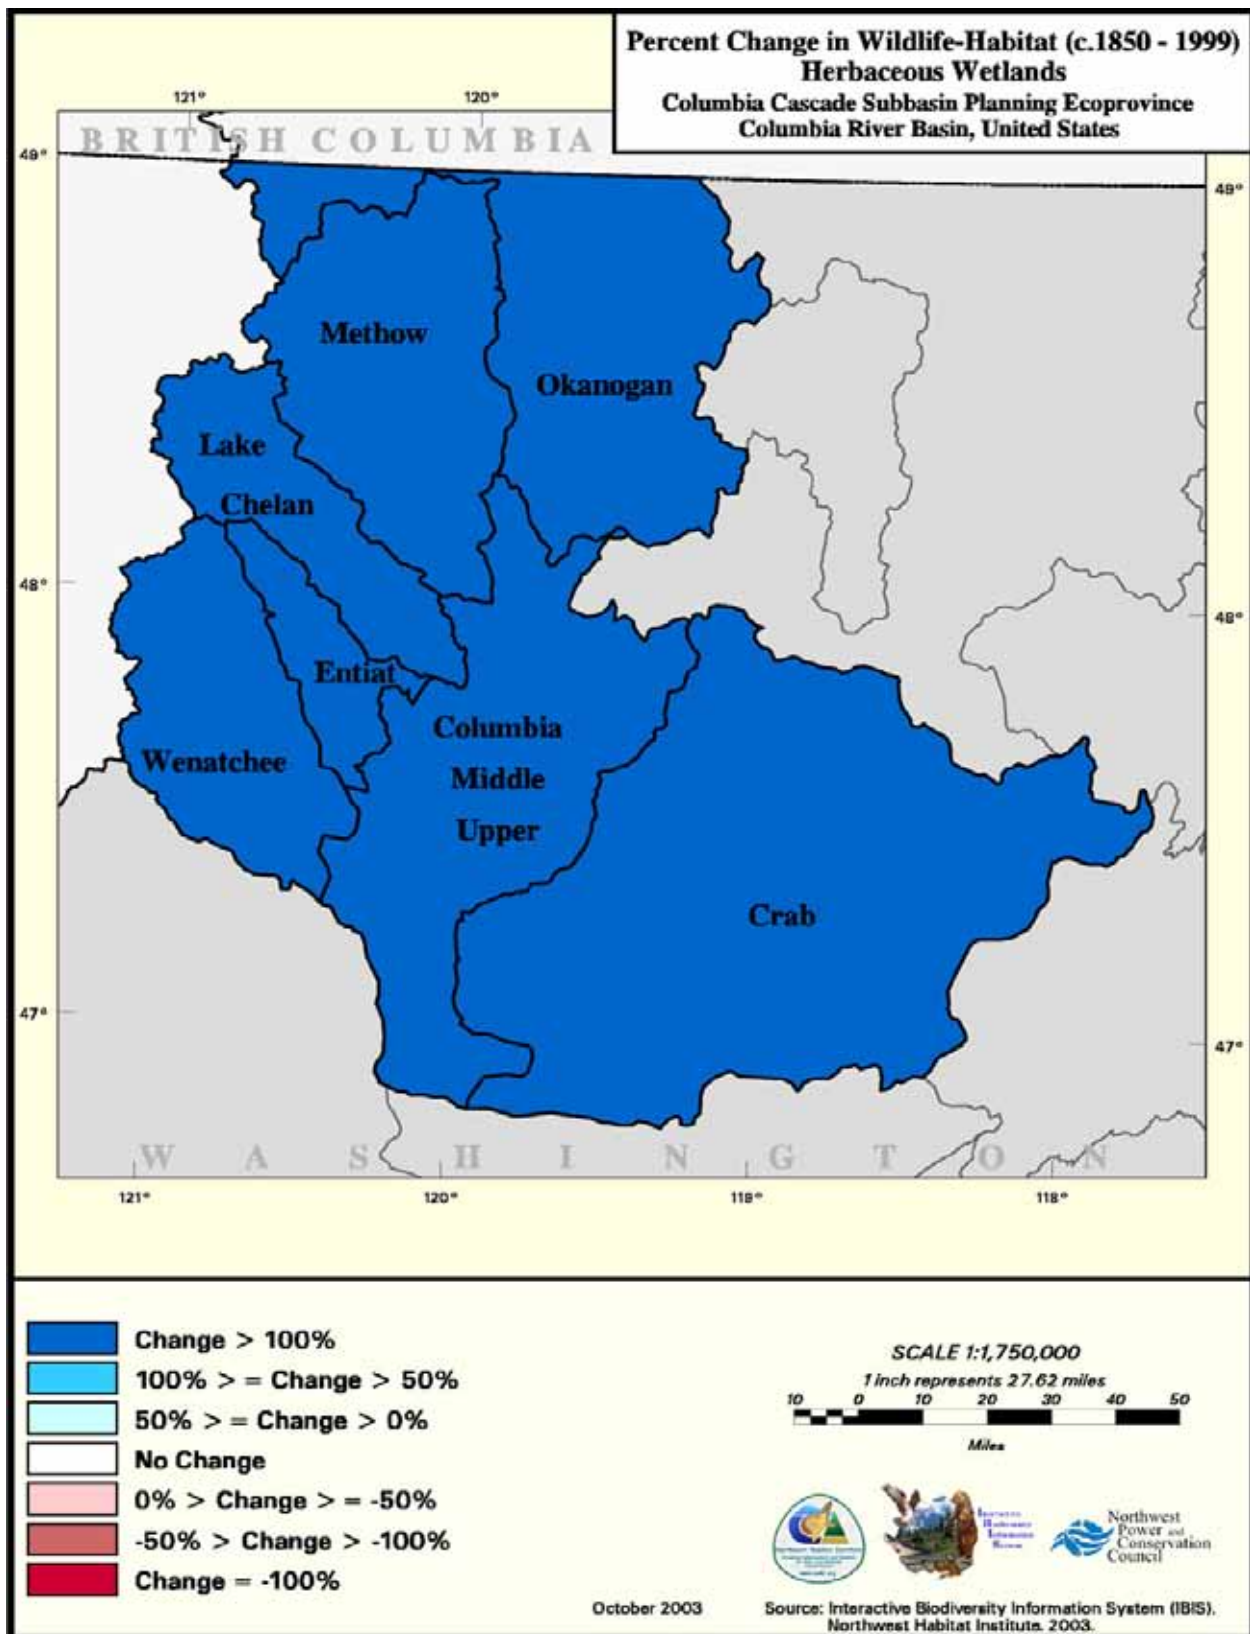 Percent Change in Wildlife-Habitat (c.1850 - 1999)
Herbaceous Wetlands
Columbia Cascade Subbasin Planning Ecoprovince
Columbia River Basin, United States
121° 120°
BRITISH COLUMBIA
49° 49°
Methow
Okanogan
Lake
Chelan
48° 48°
Entiat
Columbia
Wenatchee
Middle
Upper
Crab
47° 47°
WASHINGTON
121° 120° 119° 118°
Change > 100%
100% > = Change > 50%
50% > = Change > 0%
No Change
0% > Change > = -50%
-50% > Change > -100%
Change = -100%
SCALE 1:1,750,000
1 inch represents 27.62 miles
10 0 10 20 30 40 50
Miles
Interactive
Biodiversity
Information
System
Northwest
Power and
Conservation
Council
October 2003
Source: Interactive Biodiversity Information System (IBIS).
Northwest Habitat Institute. 2003.